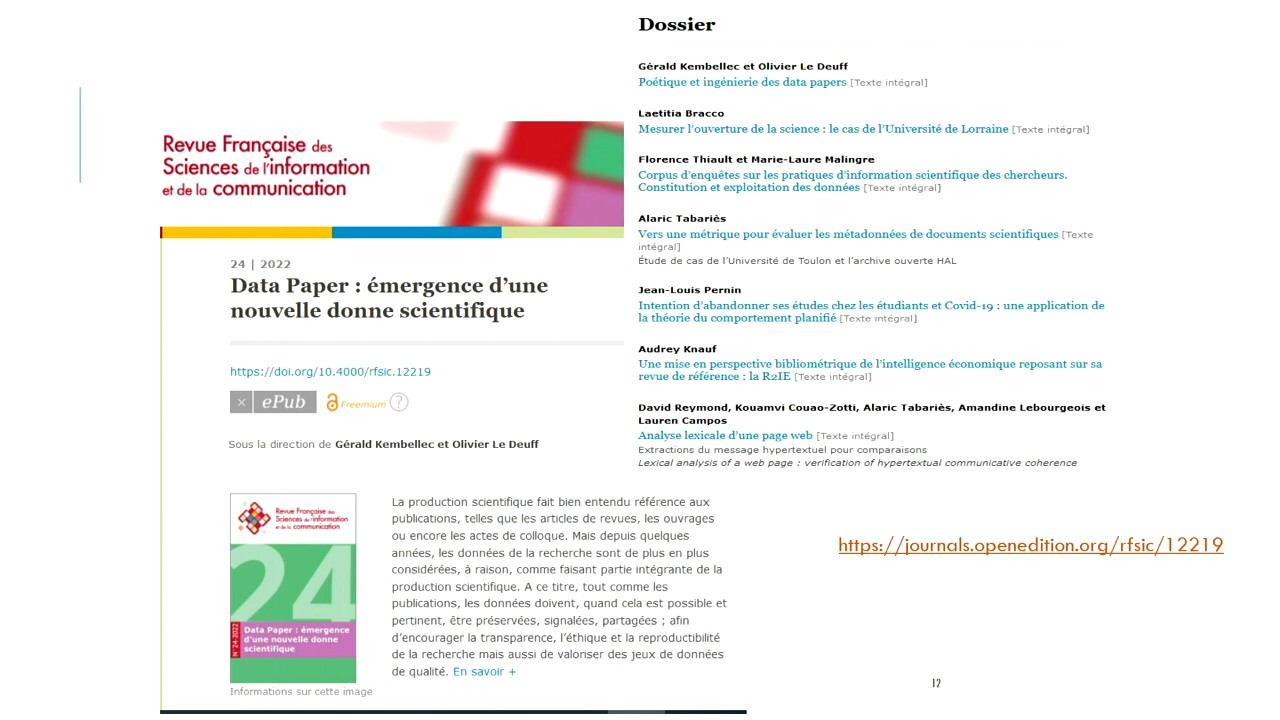 Revue Française des
Sciences de l'information
et de la communication
24 | 2022
Data Paper : émergence d'une
nouvelle donne scientifique
https://doi.org/10.4000/rfsic.12219
× ePub Freemium ?
Sous la direction de Gérald Kembellec et Olivier Le Deuff
Revue Française des
Sciences de l'information
et de la communication
24
N°24-2022
Data Paper : émergence
d'une nouvelle donne
scientifique
Informations sur cette image
La production scientifique fait bien entendu référence aux
publications, telles que les articles de revues, les ouvrages
ou encore les actes de colloque. Mais depuis quelques
années, les données de la recherche sont de plus en plus
considérées, à raison, comme faisant partie intégrante de la
production scientifique. A ce titre, tout comme les
publications, les données doivent, quand cela est possible et
pertinent, être préservées, signalées, partagées ; afin
d'encourager la transparence, l'éthique et la reproductibilité
de la recherche mais aussi de valoriser des jeux de données
de qualité. En savoir +
Dossier
Gérald Kembellec et Olivier Le Deuff
Poétique et ingénierie des data papers [Texte intégral]
Laetitia Bracco
Mesurer l'ouverture de la science : le cas de l'Université de Lorraine [Texte intégral]
Florence Thiault et Marie-Laure Malingre
Corpus d'enquêtes sur les pratiques d'information scientifique des chercheurs.
Constitution et exploitation des données [Texte intégral]
Alaric Tabariès
Vers une métrique pour évaluer les métadonnées de documents scientifiques [Texte
intégral]
Étude de cas de l'Université de Toulon et l'archive ouverte HAL
Jean-Louis Pernin
Intention d'abandonner ses études chez les étudiants et Covid-19 : une application de
la théorie du comportement planifié [Texte intégral]
Audrey Knauf
Une mise en perspective bibliométrique de l'intelligence économique reposant sur sa
revue de référence : la R2IE [Texte intégral]
David Reymond, Kouamvi Couao-Zotti, Alaric Tabariès, Amandine Lebourgeois et
Lauren Campos
Analyse lexicale d'une page web [Texte intégral]
Extractions du message hypertextuel pour comparaisons
Lexical analysis of a web page : verification of hypertextual communicative coherence
https://journals.openedition.org/rfsic/12219
12